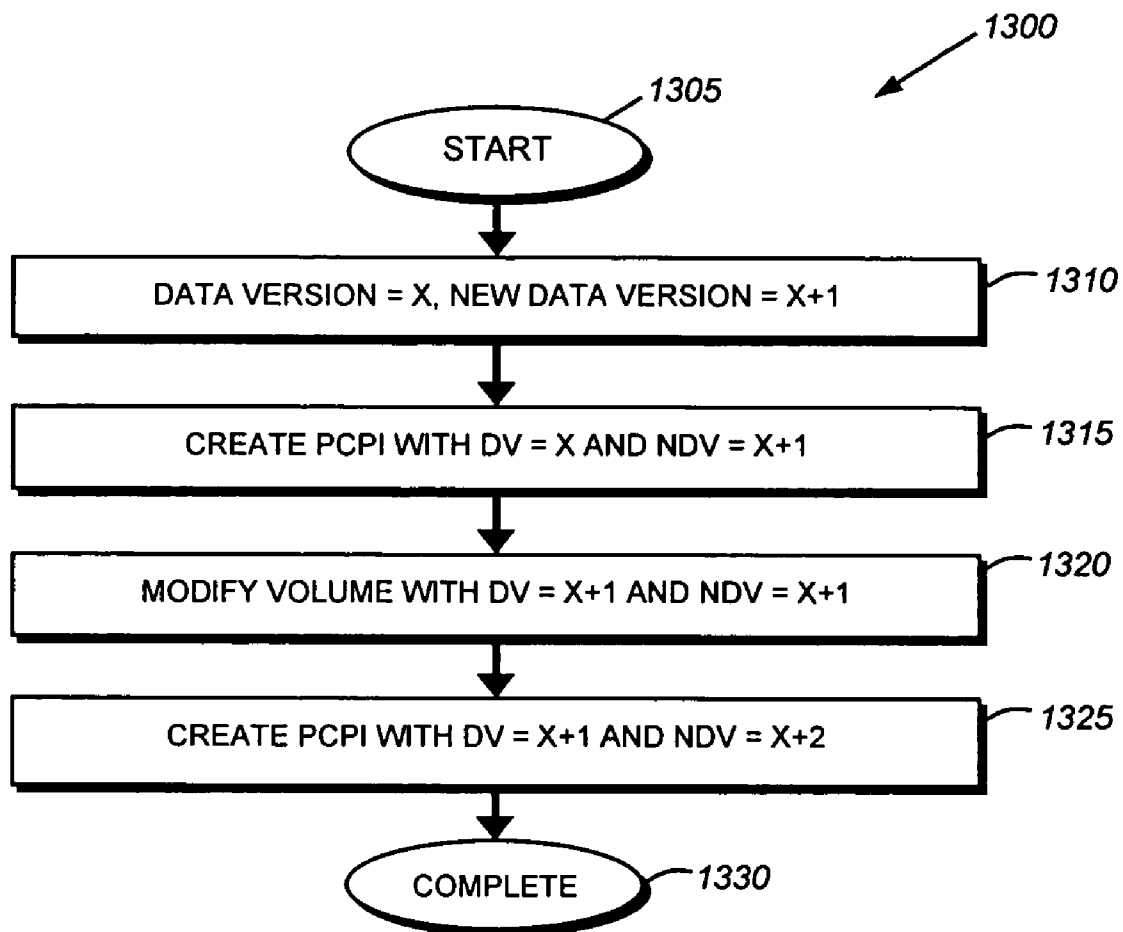 1300
1305
START
DATA VERSION = X, NEW DATA VERSION = X+1
1310
CREATE PCPI WITH DV = X AND NDV = X+1
1315
MODIFY VOLUME WITH DV = X+1 AND NDV = X+1
1320
CREATE PCPI WITH DV = X+1 AND NDV = X+2
1325
COMPLETE
1330